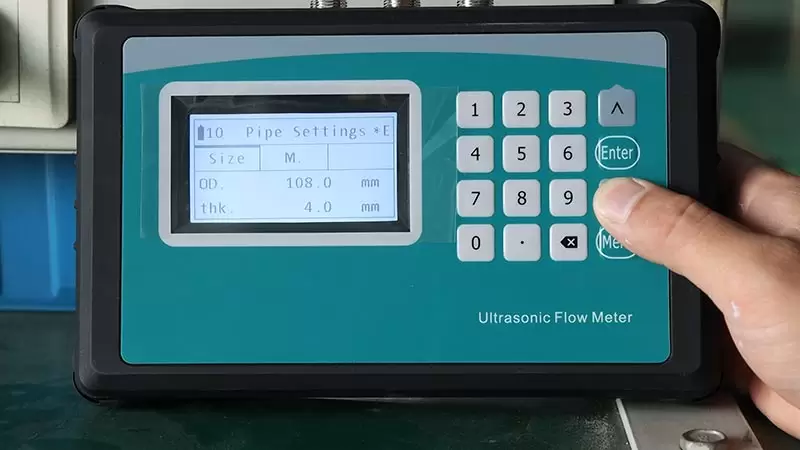 10 Pipe Settings *E
Size M.
OD. 108.0 mm
thk. 4.0 mm
1 2 3 ^
4 5 6 Enter
7 8 9
0 .
Ultrasonic Flow Meter